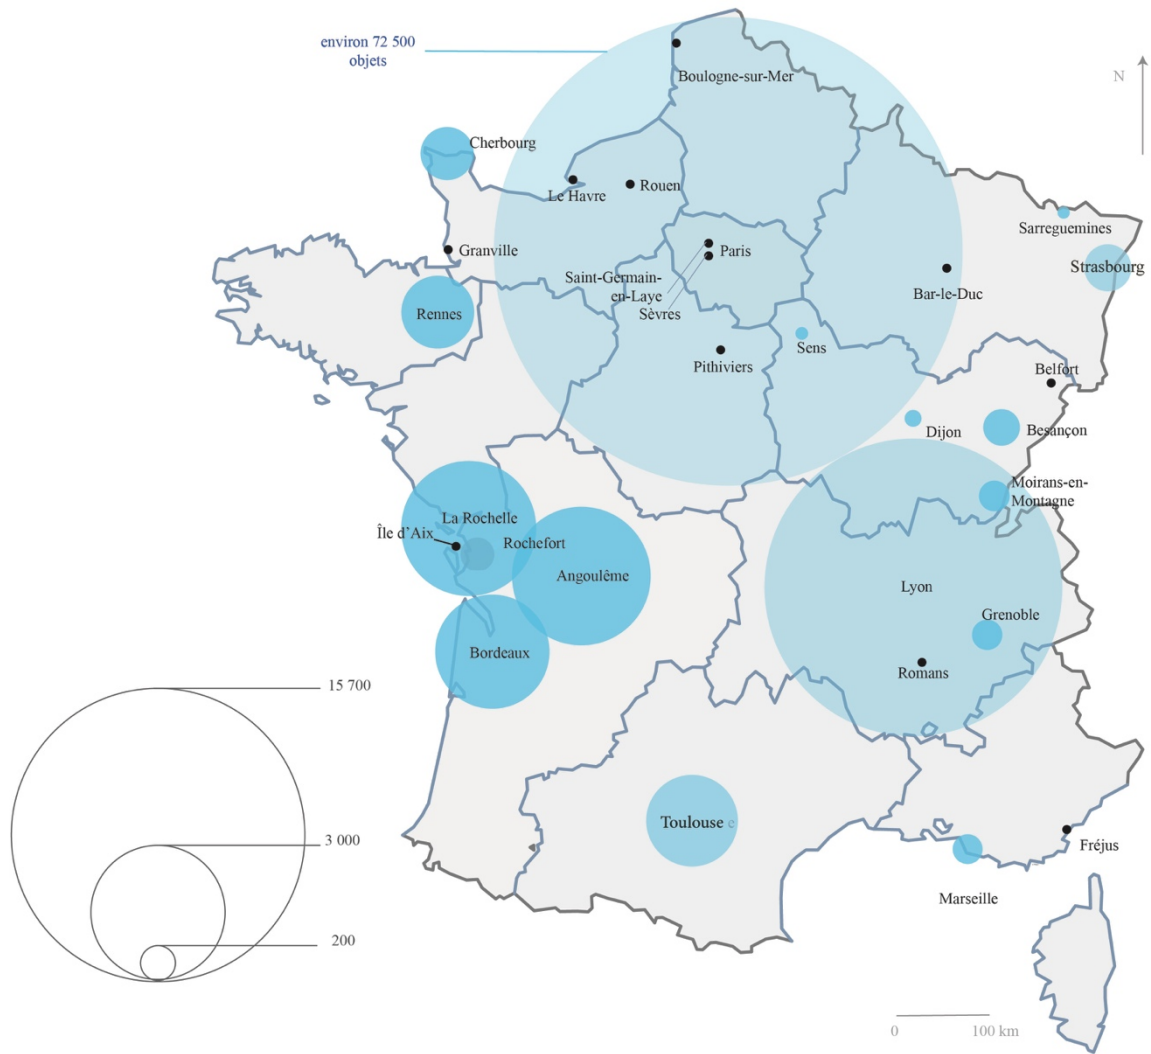 environ 72 500
objets
Boulogne-sur-Mer
N
Cherbourg
Le Havre
Rouen
Sarreguemines
Granville
Paris
Strasbourg
Saint-Germain-
en-Laye
Sèvres
Bar-le-Duc
Rennes
Sens
Pithiviers
Belfort
Dijon
Besançon
Moirans-en-
Montagne
La Rochelle
Île d'Aix
Rochefort
Angoulême
Lyon
Grenoble
Bordeaux
Romans
15 700
3 000
200
Toulouse e
Fréjus
Marseille
0
100 km